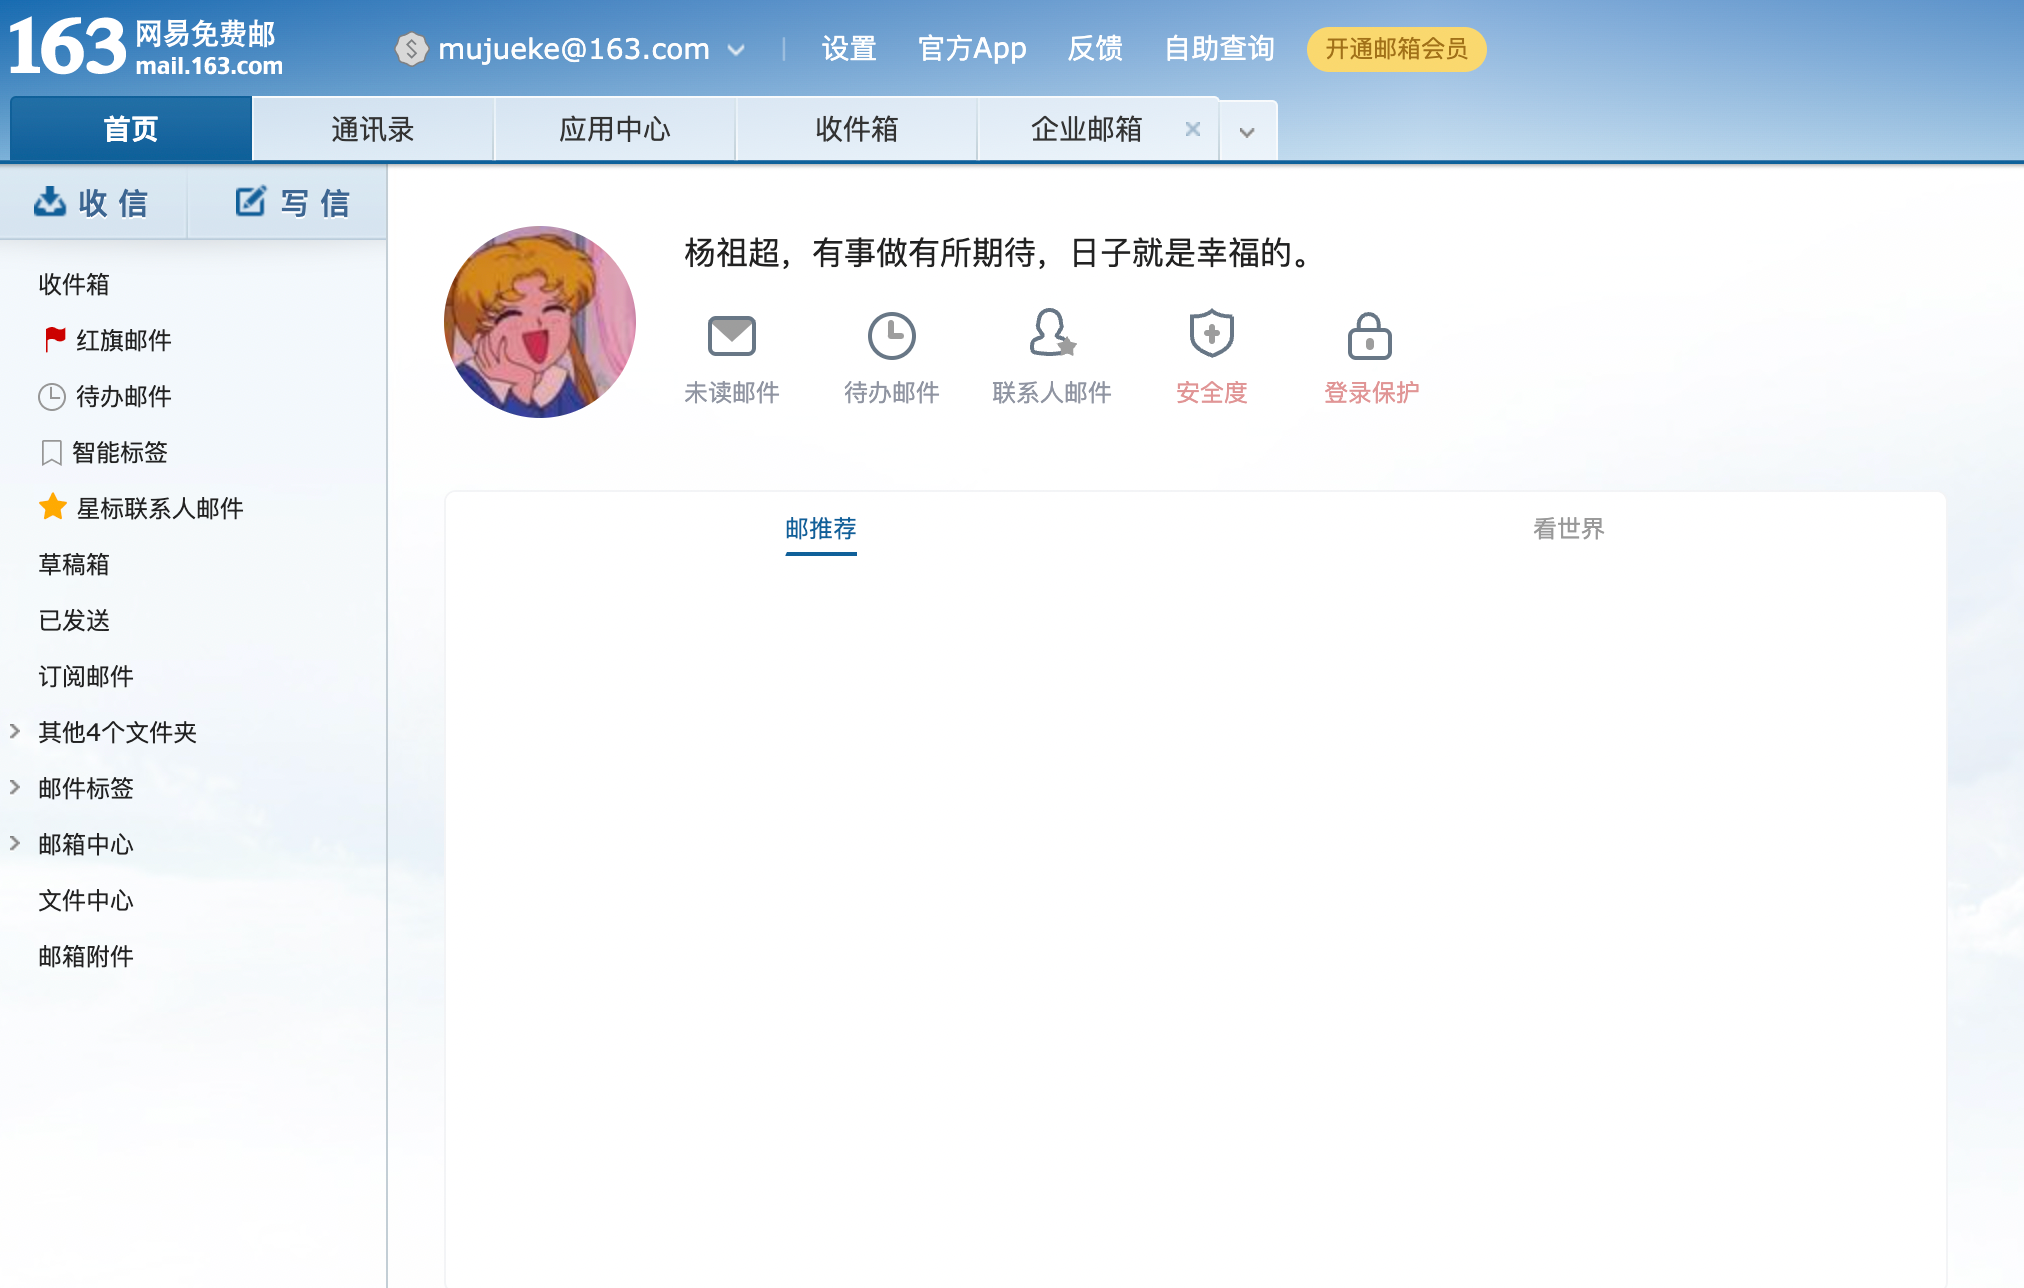 163 网易免费邮
mail.163.com
mujueke@163.com
设置
官方App
反馈
自助查询
开通邮箱会员
首页
通讯录
应用中心
收件箱
企业邮箱
收信
写信
杨祖超，有事做有所期待，日子就是幸福的。
未读邮件
待办邮件
联系人邮件
安全度
登录保护
收件箱
红旗邮件
待办邮件
智能标签
星标联系人邮件
草稿箱
已发送
订阅邮件
其他4个文件夹
邮件标签
邮箱中心
文件中心
邮箱附件
邮推荐
看世界